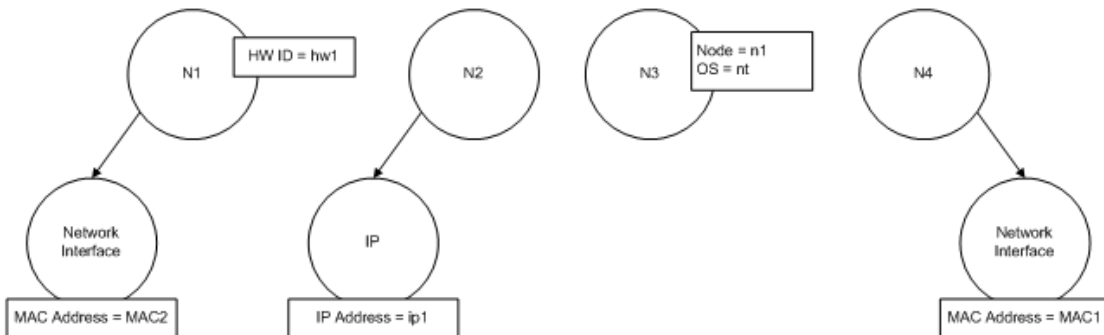 N1
HW ID = hw1
N2
N3
Node = n1
OS = nt
N4
Network
Interface
MAC Address = MAC2
IP
IP Address = ip1
Network
Interface
MAC Address = MAC1